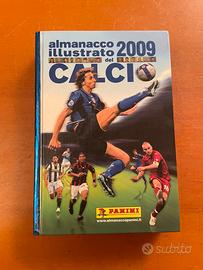 almanacco
illustrato 2009
del
CALCIO
PANINI
www.almanaccopanini.it
subito